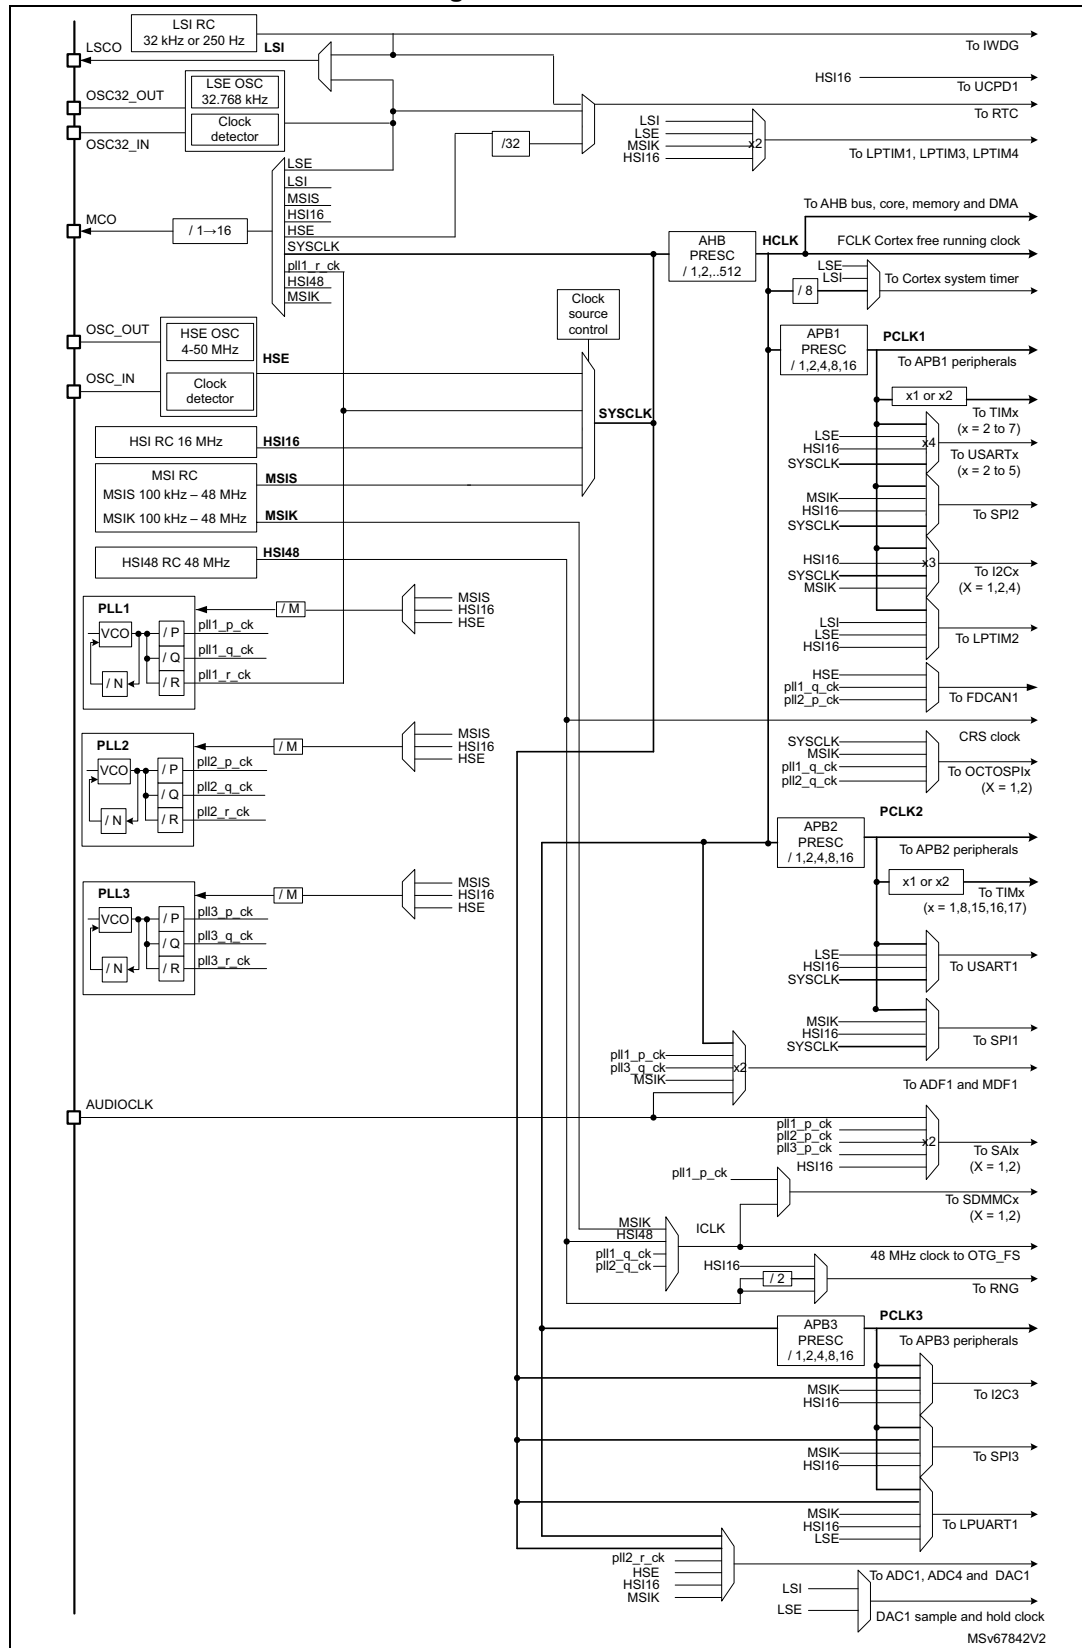 LSI RC
32 kHz or 250 Hz
LSCO
LSI
To IWDG
LSE OSC
32.768 kHz
OSC32_OUT
HSI16
To UCPD1
Clock
detector
OSC32_IN
To RTC
/32
LSI
LSE
MSIK
HSI16
x2
To LPTIM1, LPTIM3, LPTIM4
MCO
/ 1→16
LSE
LSI
MSIS
HSI16
HSE
SYSCLK
pll1_r_ck
HSI48
MSIK
To AHB bus, core, memory and DMA
AHB
PRESC
/ 1,2,..512
HCLK
FCLK Cortex free running clock
LSE
LSI
/ 8
To Cortex system timer
Clock
source
control
OSC_OUT
HSE OSC
4-50 MHz
HSE
OSC_IN
Clock
detector
APB1
PRESC
/ 1,2,4,8,16
PCLK1
To APB1 peripherals
x1 or x2
To TIMx
(x = 2 to 7)
SYSCLK
HSI RC 16 MHz
HSI16
LSE
HSI16
SYSCLK
x4
To USARTx
(x = 2 to 5)
MSI RC
MSIS 100 kHz – 48 MHz
MSIK 100 kHz – 48 MHz
MSIS
MSIK
MSIK
HSI16
SYSCLK
To SPI2
HSI48 RC 48 MHz
HSI48
HSI16
SYSCLK
MSIK
x3
To I2Cx
(X = 1,2,4)
PLL1
VCO
/ N
/ P
/ Q
/ R
pll1_p_ck
pll1_q_ck
pll1_r_ck
/ M
MSIS
HSI16
HSE
LSI
LSE
HSI16
To LPTIM2
HSE
pll1_q_ck
pll2_p_ck
To FDCAN1
CRS clock
PLL2
VCO
/ N
/ P
/ Q
/ R
pll2_p_ck
pll2_q_ck
pll2_r_ck
/ M
MSIS
HSI16
HSE
SYSCLK
MSIK
pll1_q_ck
pll2_q_ck
To OCTOSPIx
(X = 1,2)
APB2
PRESC
/ 1,2,4,8,16
PCLK2
To APB2 peripherals
x1 or x2
To TIMx
(x = 1,8,15,16,17)
PLL3
VCO
/ N
/ P
/ Q
/ R
pll3_p_ck
pll3_q_ck
pll3_r_ck
/ M
MSIS
HSI16
HSE
LSE
HSI16
SYSCLK
To USART1
MSIK
HSI16
SYSCLK
To SPI1
pll1_p_ck
pll3_q_ck
MSIK
x2
To ADF1 and MDF1
AUDIOCLK
pll1_p_ck
pll2_p_ck
pll3_p_ck
HSI16
x2
To SAIx
(X = 1,2)
pll1_p_ck
To SDMMCx
(X = 1,2)
MSIK
HSI48
pll1_q_ck
pll2_q_ck
ICLK
48 MHz clock to OTG_FS
HSI16
/ 2
To RNG
APB3
PRESC
/ 1,2,4,8,16
PCLK3
To APB3 peripherals
MSIK
HSI16
To I2C3
MSIK
HSI16
To SPI3
MSIK
HSI16
LSE
To LPUART1
pll2_r_ck
HSE
HSI16
MSIK
To ADC1, ADC4 and DAC1
LSI
LSE
DAC1 sample and hold clock
MSv67842V2